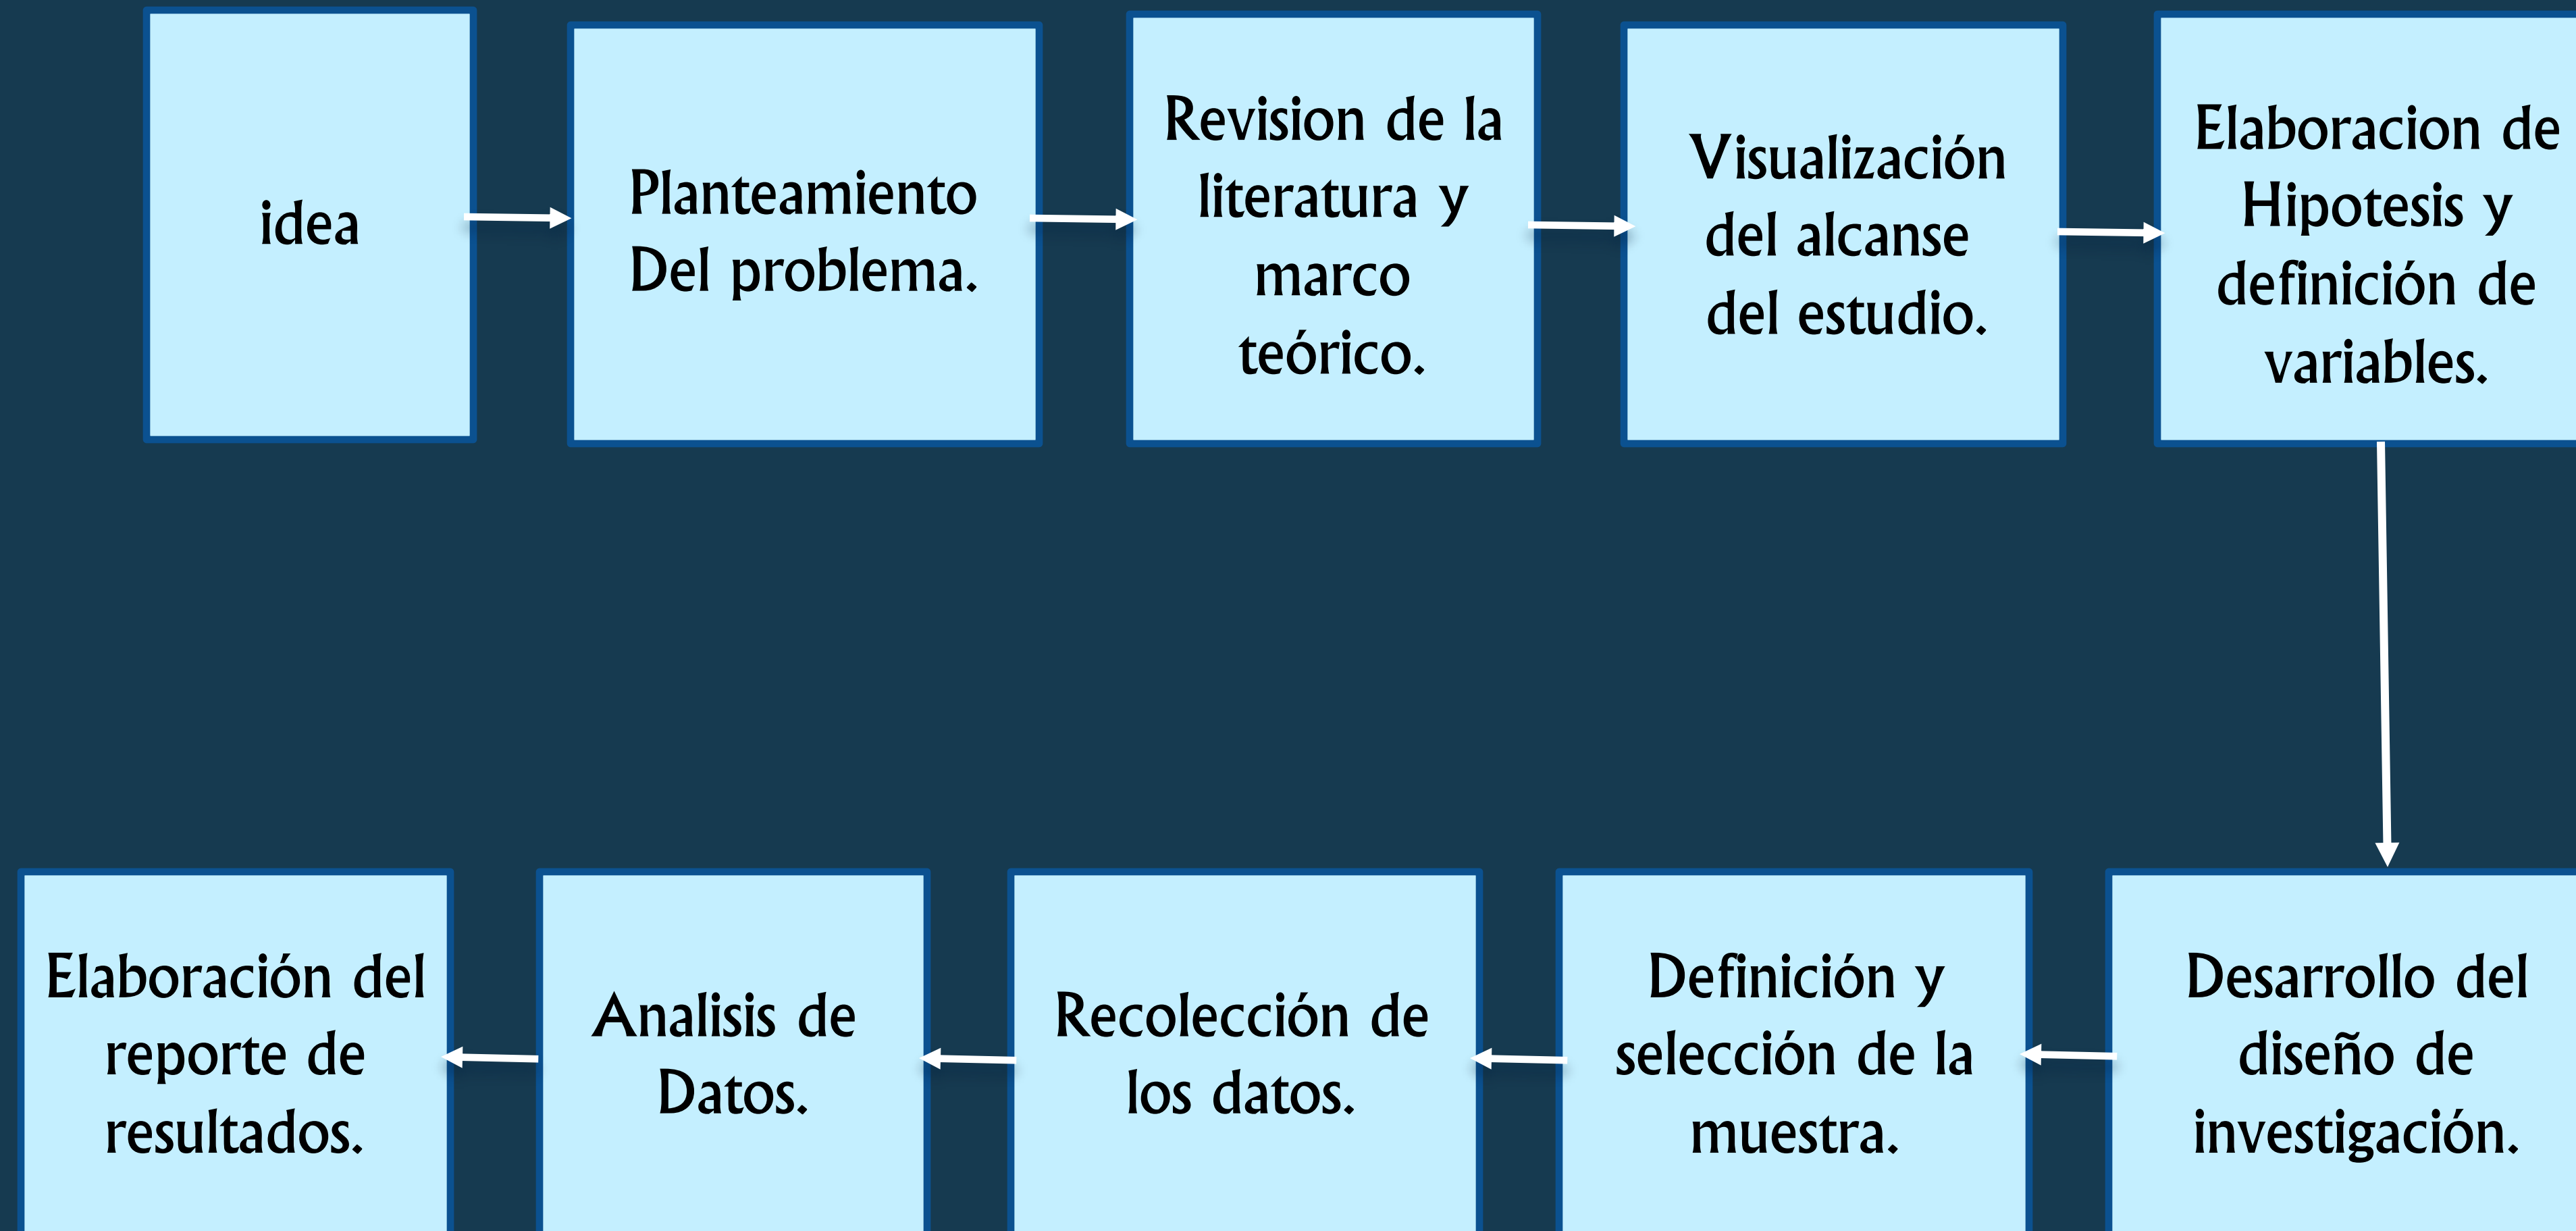 idea
Planteamiento
Del problema.
Revision de la
literatura y
marco
teórico.
Visualización
del alcanse
del estudio.
Elaboracion de
Hipotesis y
definición de
variables.
Desarrollo del
diseño de
investigación.
Definición y
selección de la
muestra.
Recolección de
los datos.
Analisis de
Datos.
Elaboración del
reporte de
resultados.